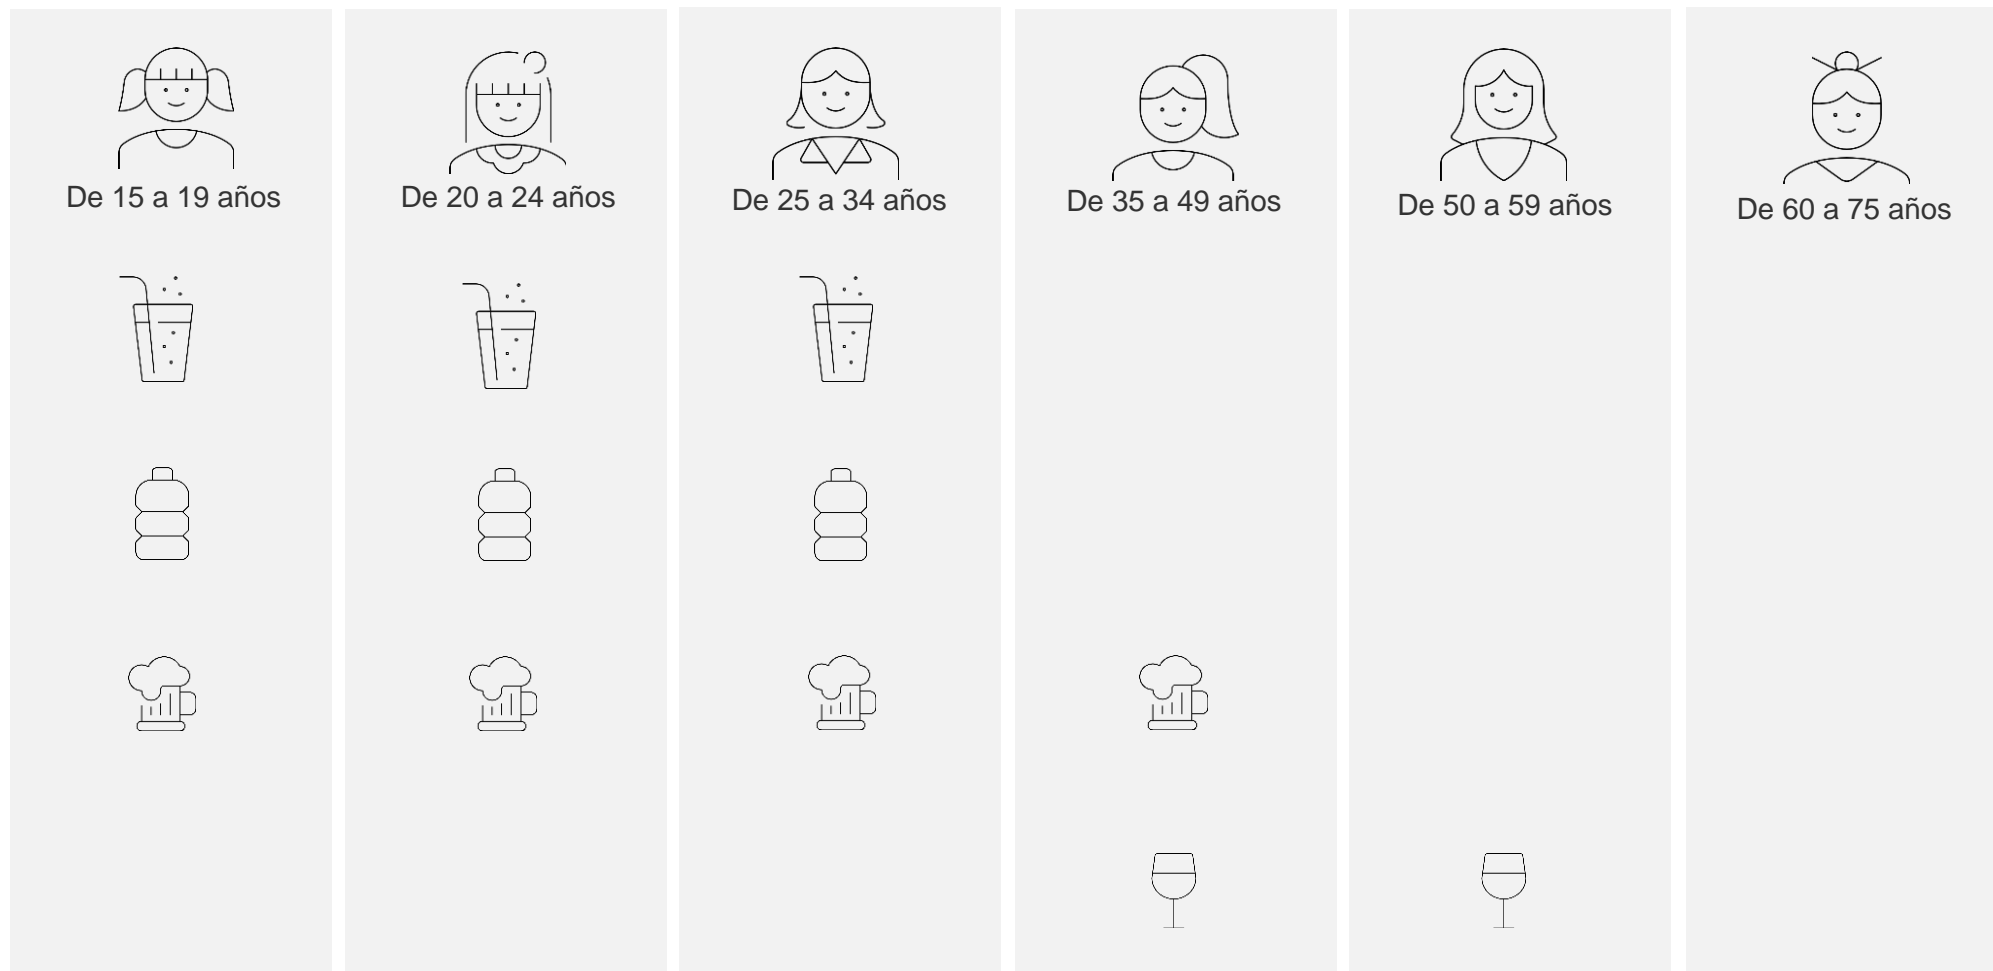 De 15 a 19 años
De 20 a 24 años
De 25 a 34 años
De 35 a 49 años
De 50 a 59 años
De 60 a 75 años